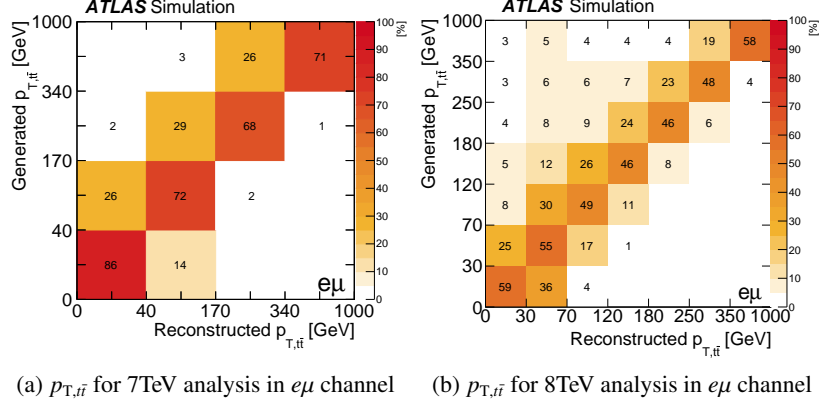 ATLAS Simulation
Generated p_T,tt̄ [GeV]
1000
340
170
40
0
3 26 71
2 29 68 1
26 72 2
86 14
eμ
0 40 170 340 1000
Reconstructed p_T,tt̄ [GeV]
100
90
80
70
60
50
40
30
20
10
0
[%]
(a) p_T,tt̄ for 7TeV analysis in eμ channel
ATLAS Simulation
Generated p_T,tt̄ [GeV]
1000
350
250
180
120
70
30
0
3 5 4 4 4 19 58
3 6 6 7 23 48 4
4 8 9 24 46 6
5 12 26 46 8
8 30 49 11
25 55 17 1
59 36 4
eμ
0 30 70 120 180 250 350 1000
Reconstructed p_T,tt̄ [GeV]
100
90
80
70
60
50
40
30
20
10
0
[%]
(b) p_T,tt̄ for 8TeV analysis in eμ channel